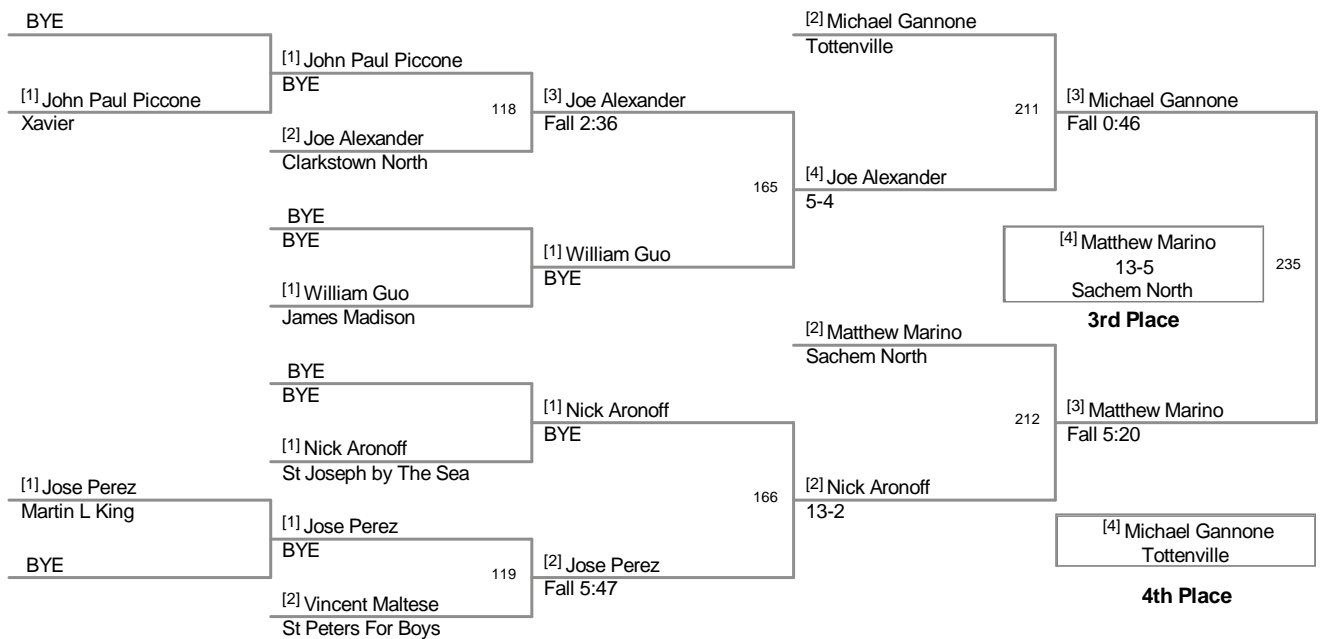 BYE
[1] John Paul Piccone
Xavier
[1] John Paul Piccone
BYE
118
[2] Joe Alexander
Clarkstown North
[3] Joe Alexander
Fall 2:36
BYE
BYE
[1] William Guo
James Madison
[1] William Guo
BYE
165
[4] Joe Alexander
5-4
[2] Michael Gannone
Tottenville
211
[3] Michael Gannone
Fall 0:46
[4] Matthew Marino
13-5
Sachem North
3rd Place
235
BYE
BYE
[1] Nick Aronoff
St Joseph by The Sea
[1] Nick Aronoff
BYE
[1] Jose Perez
Martin L King
BYE
[1] Jose Perez
BYE
119
[2] Vincent Maltese
St Peters For Boys
[2] Jose Perez
Fall 5:47
166
[2] Nick Aronoff
13-2
[2] Matthew Marino
Sachem North
212
[3] Matthew Marino
Fall 5:20
[4] Michael Gannone
Tottenville
4th Place